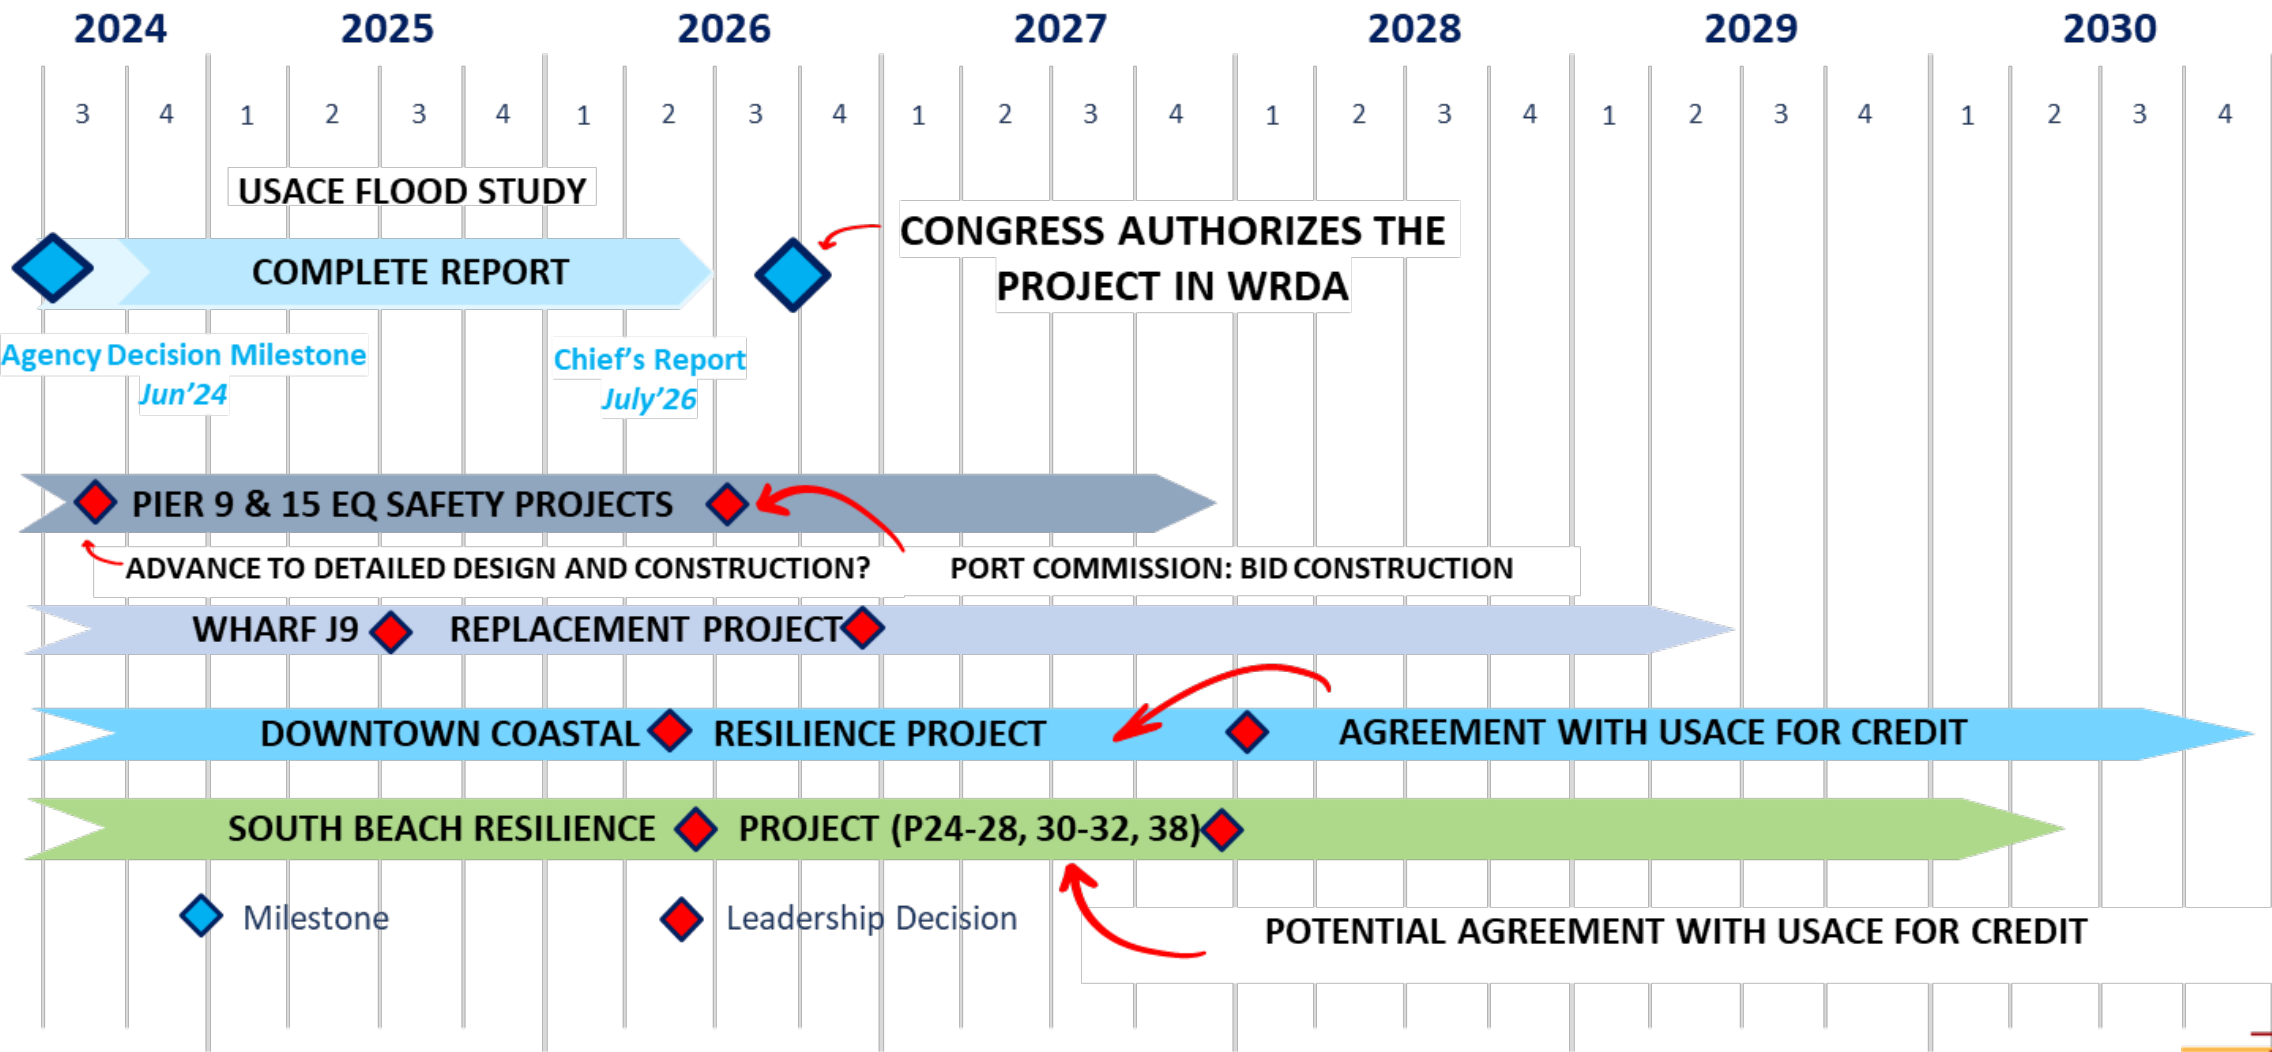 2024 2025 2026 2027 2028 2029 2030
3 4 1 2 3 4 1 2 3 4 1 2 3 4 1 2 3 4 1 2 3 4 1 2 3 4
USACE FLOOD STUDY
COMPLETE REPORT
CONGRESS AUTHORIZES THE
PROJECT IN WRDA
Agency Decision Milestone
Jun'24
Chief's Report
July'26
PIER 9 & 15 EQ SAFETY PROJECTS
ADVANCE TO DETAILED DESIGN AND CONSTRUCTION?
PORT COMMISSION: BID CONSTRUCTION
WHARF J9 REPLACEMENT PROJECT
DOWNTOWN COASTAL RESILIENCE PROJECT
AGREEMENT WITH USACE FOR CREDIT
SOUTH BEACH RESILIENCE PROJECT (P24-28, 30-32, 38)
Milestone
Leadership Decision
POTENTIAL AGREEMENT WITH USACE FOR CREDIT